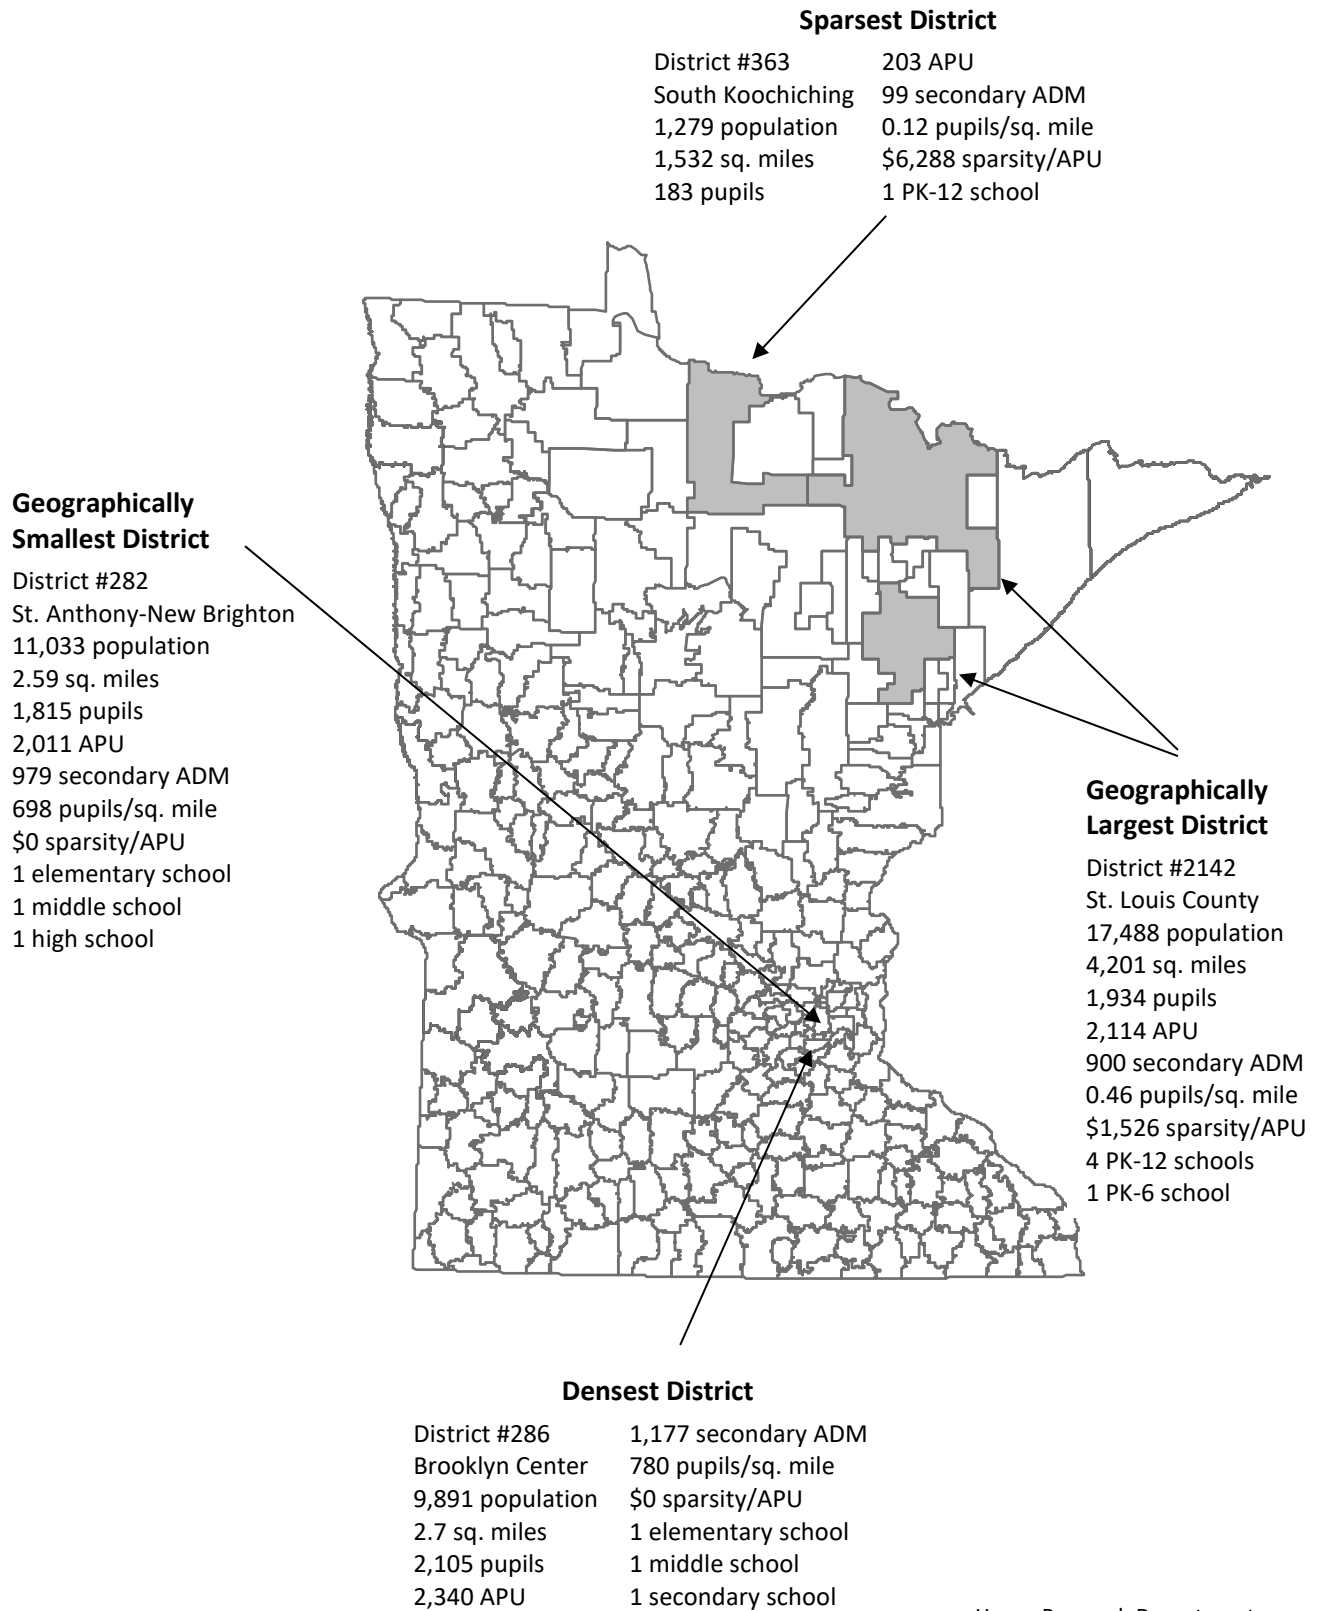 Sparsest District
District #363
South Koochiching
1,279 population
1,532 sq. miles
183 pupils
203 APU
99 secondary ADM
0.12 pupils/sq. mile
$6,288 sparsity/APU
1 PK-12 school
Geographically
Smallest District
District #282
St. Anthony-New Brighton
11,033 population
2.59 sq. miles
1,815 pupils
2,011 APU
979 secondary ADM
698 pupils/sq. mile
$0 sparsity/APU
1 elementary school
1 middle school
1 high school
Geographically
Largest District
District #2142
St. Louis County
17,488 population
4,201 sq. miles
1,934 pupils
2,114 APU
900 secondary ADM
0.46 pupils/sq. mile
$1,526 sparsity/APU
4 PK-12 schools
1 PK-6 school
Densest District
District #286
Brooklyn Center
9,891 population
2.7 sq. miles
2,105 pupils
2,340 APU
1,177 secondary ADM
780 pupils/sq. mile
$0 sparsity/APU
1 elementary school
1 middle school
1 secondary school